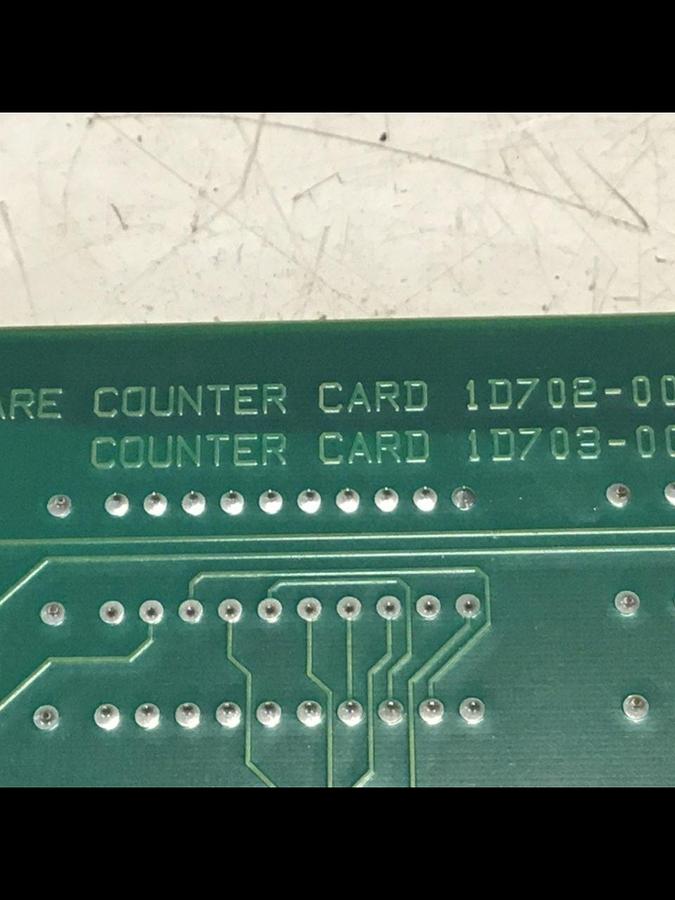 ARE COUNTER CARD 1D702-00
COUNTER CARD 1D703-00